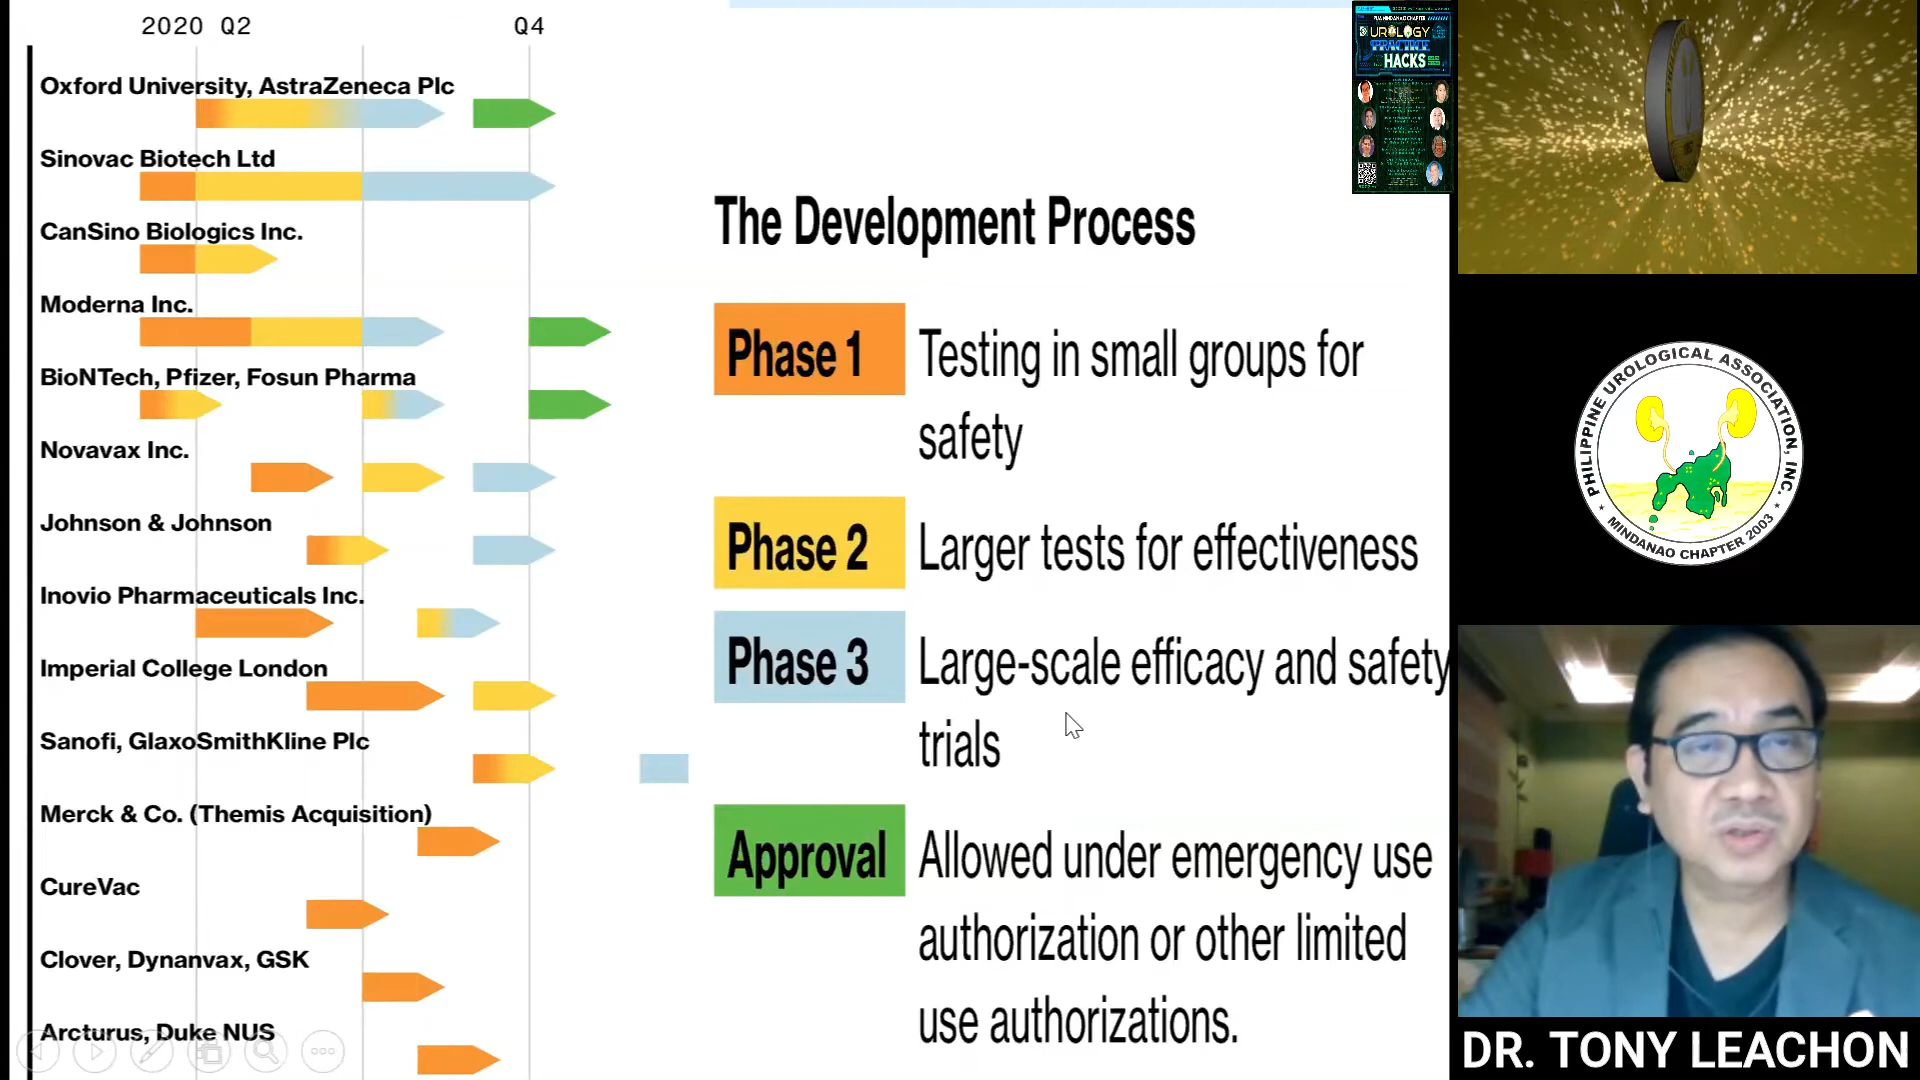 2020 Q2
Q4
Oxford University, AstraZeneca Plc
Sinovac Biotech Ltd
CanSino Biologics Inc.
Moderna Inc.
BioNTech, Pfizer, Fosun Pharma
Novavax Inc.
Johnson & Johnson
Inovio Pharmaceuticals Inc.
Imperial College London
Sanofi, GlaxoSmithKline Plc
Merck & Co. (Themis Acquisition)
CureVac
Clover, Dynanvax, GSK
Arcturus, Duke NUS
The Development Process
Phase 1
Testing in small groups for
safety
Phase 2
Larger tests for effectiveness
Phase 3
Large-scale efficacy and safety
trials
Approval
Allowed under emergency use
authorization or other limited
use authorizations.
PUA MINDANAO CHAPTER
UROLOGY
PRACTICE
HACKS
PHILIPPINE UROLOGICAL ASSOCIATION, INC.
MINDANAO CHAPTER 2003
DR. TONY LEACHON